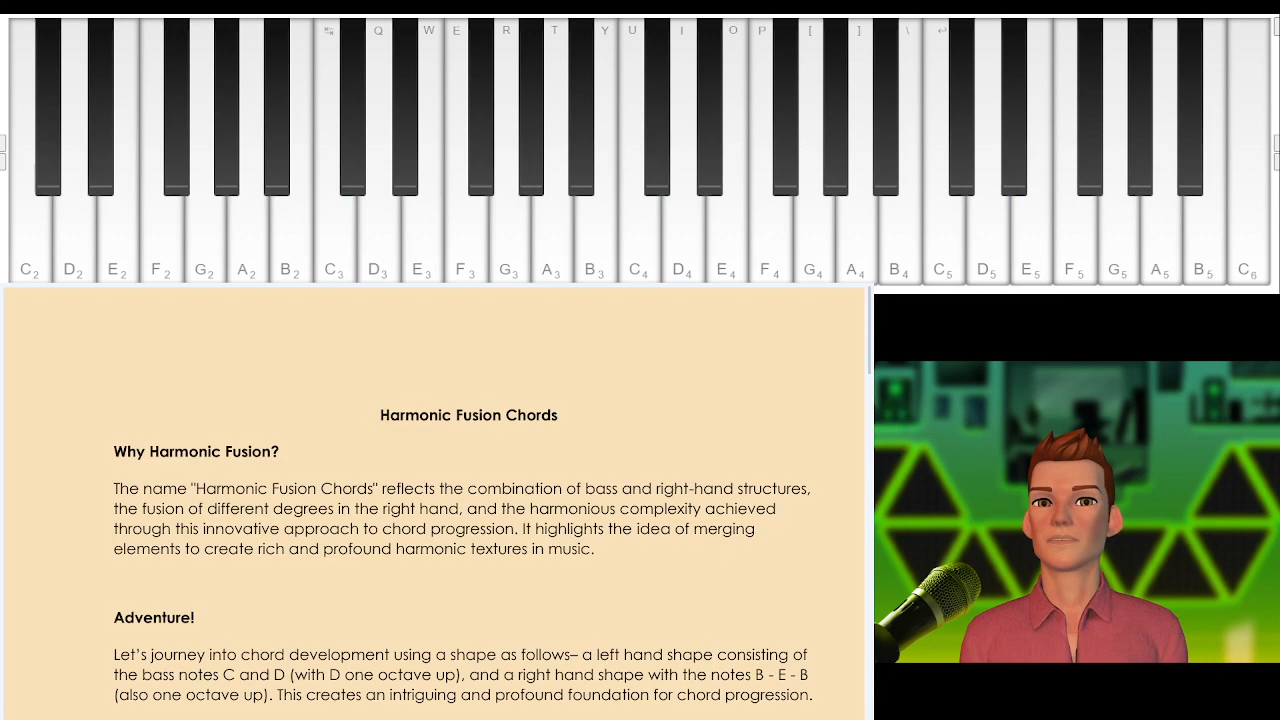 ↹ Q W E R T Y U I O P [ ] \ ↩
C2 D2 E2 F2 G2 A2 B2 C3 D3 E3 F3 G3 A3 B3 C4 D4 E4 F4 G4 A4 B4 C5 D5 E5 F5 G5 A5 B5 C6
Harmonic Fusion Chords
Why Harmonic Fusion?
The name "Harmonic Fusion Chords" reflects the combination of bass and right-hand structures,
the fusion of different degrees in the right hand, and the harmonious complexity achieved
through this innovative approach to chord progression. It highlights the idea of merging
elements to create rich and profound harmonic textures in music.
Adventure!
Let's journey into chord development using a shape as follows– a left hand shape consisting of
the bass notes C and D (with D one octave up), and a right hand shape with the notes B - E - B
(also one octave up). This creates an intriguing and profound foundation for chord progression.